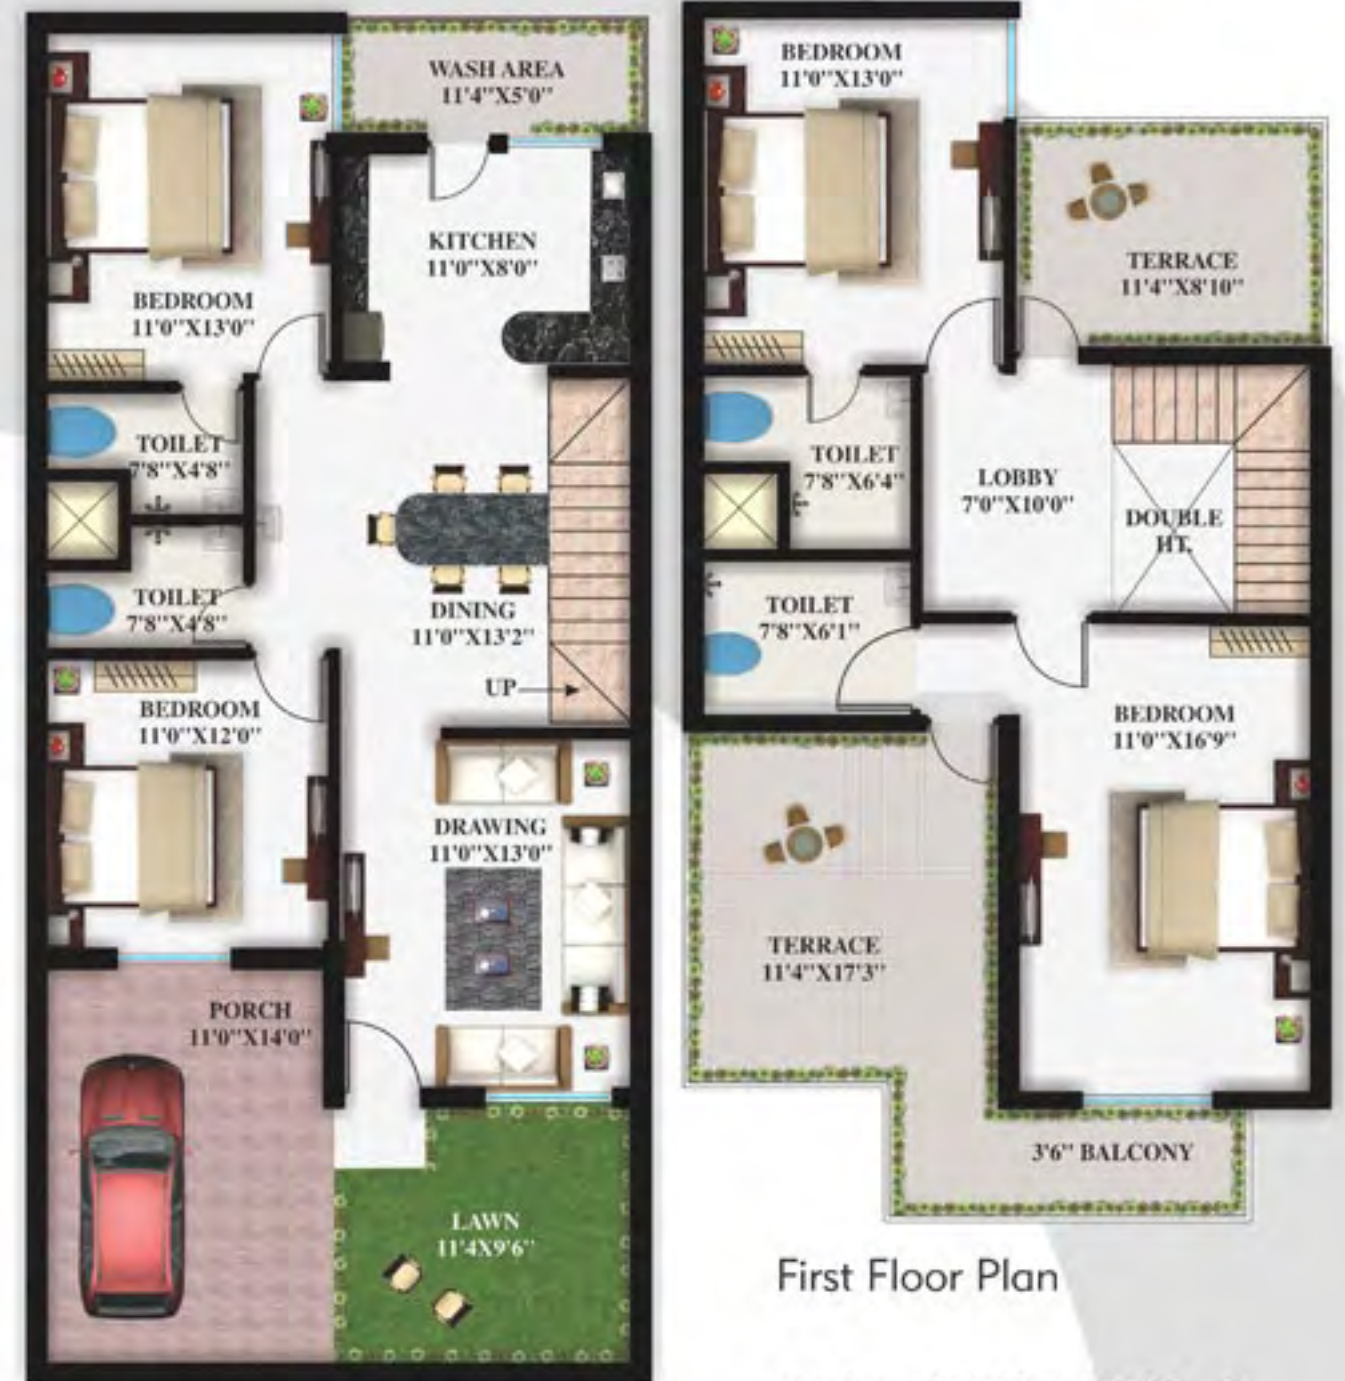 WASH AREA
11'4"X5'0"
KITCHEN
11'0"X8'0"
BEDROOM
11'0"X13'0"
TOILET
7'8"X4'8"
TOILET
7'8"X4'8"
DINING
11'0"X13'2"
UP
BEDROOM
11'0"X12'0"
DRAWING
11'0"X13'0"
PORCH
11'0"X14'0"
LAWN
11'4X9'6"
BEDROOM
11'0"X13'0"
TERRACE
11'4"X8'10"
TOILET
7'8"X6'4"
LOBBY
7'0"X10'0"
DOUBLE
HT.
TOILET
7'8"X6'1"
BEDROOM
11'0"X16'9"
TERRACE
11'4"X17'3"
3'6" BALCONY
First Floor Plan